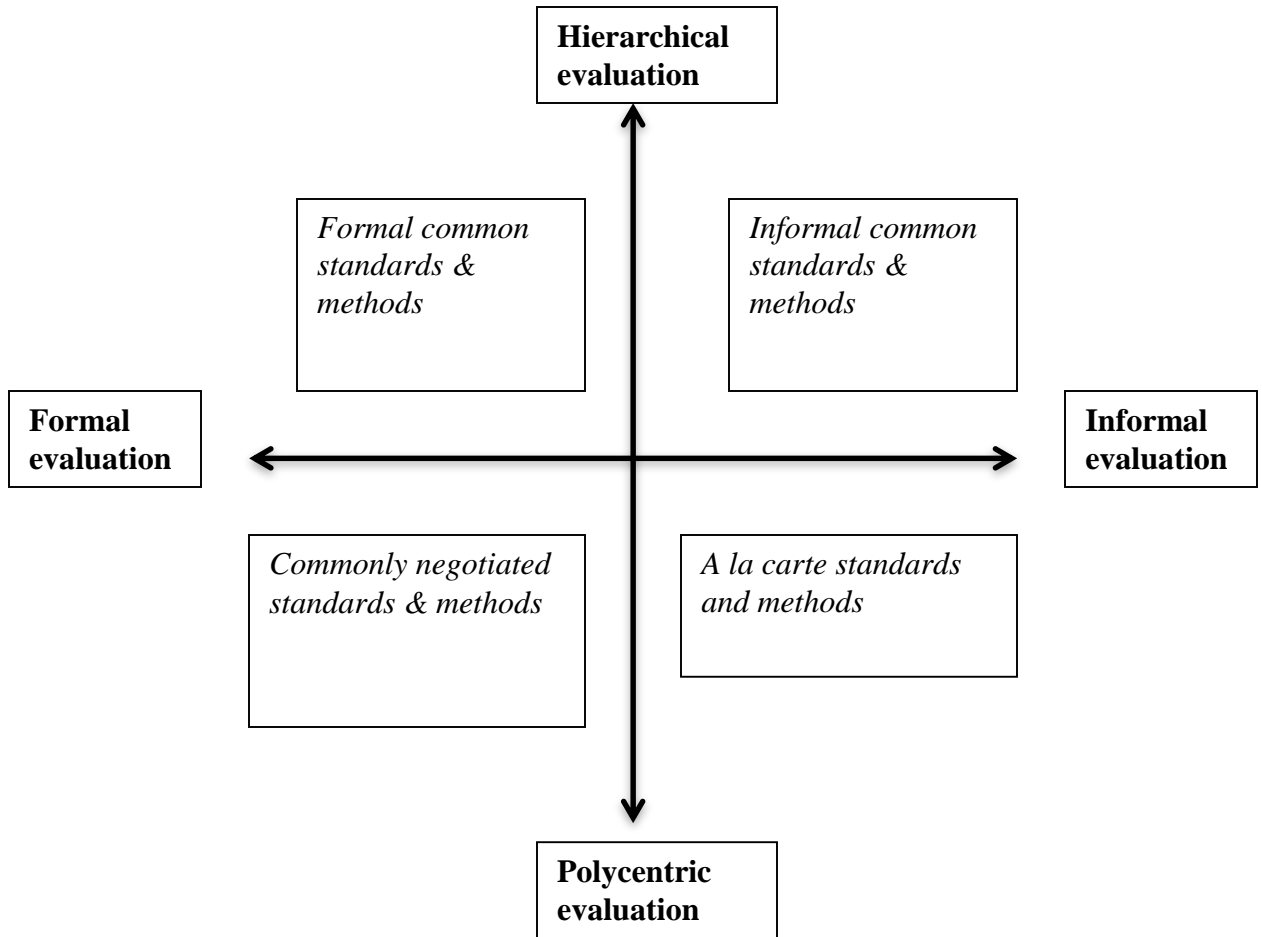 Hierarchical
evaluation
Formal common
standards &
methods
Informal common
standards &
methods
Formal
evaluation
Informal
evaluation
Commonly negotiated
standards & methods
A la carte standards
and methods
Polycentric
evaluation